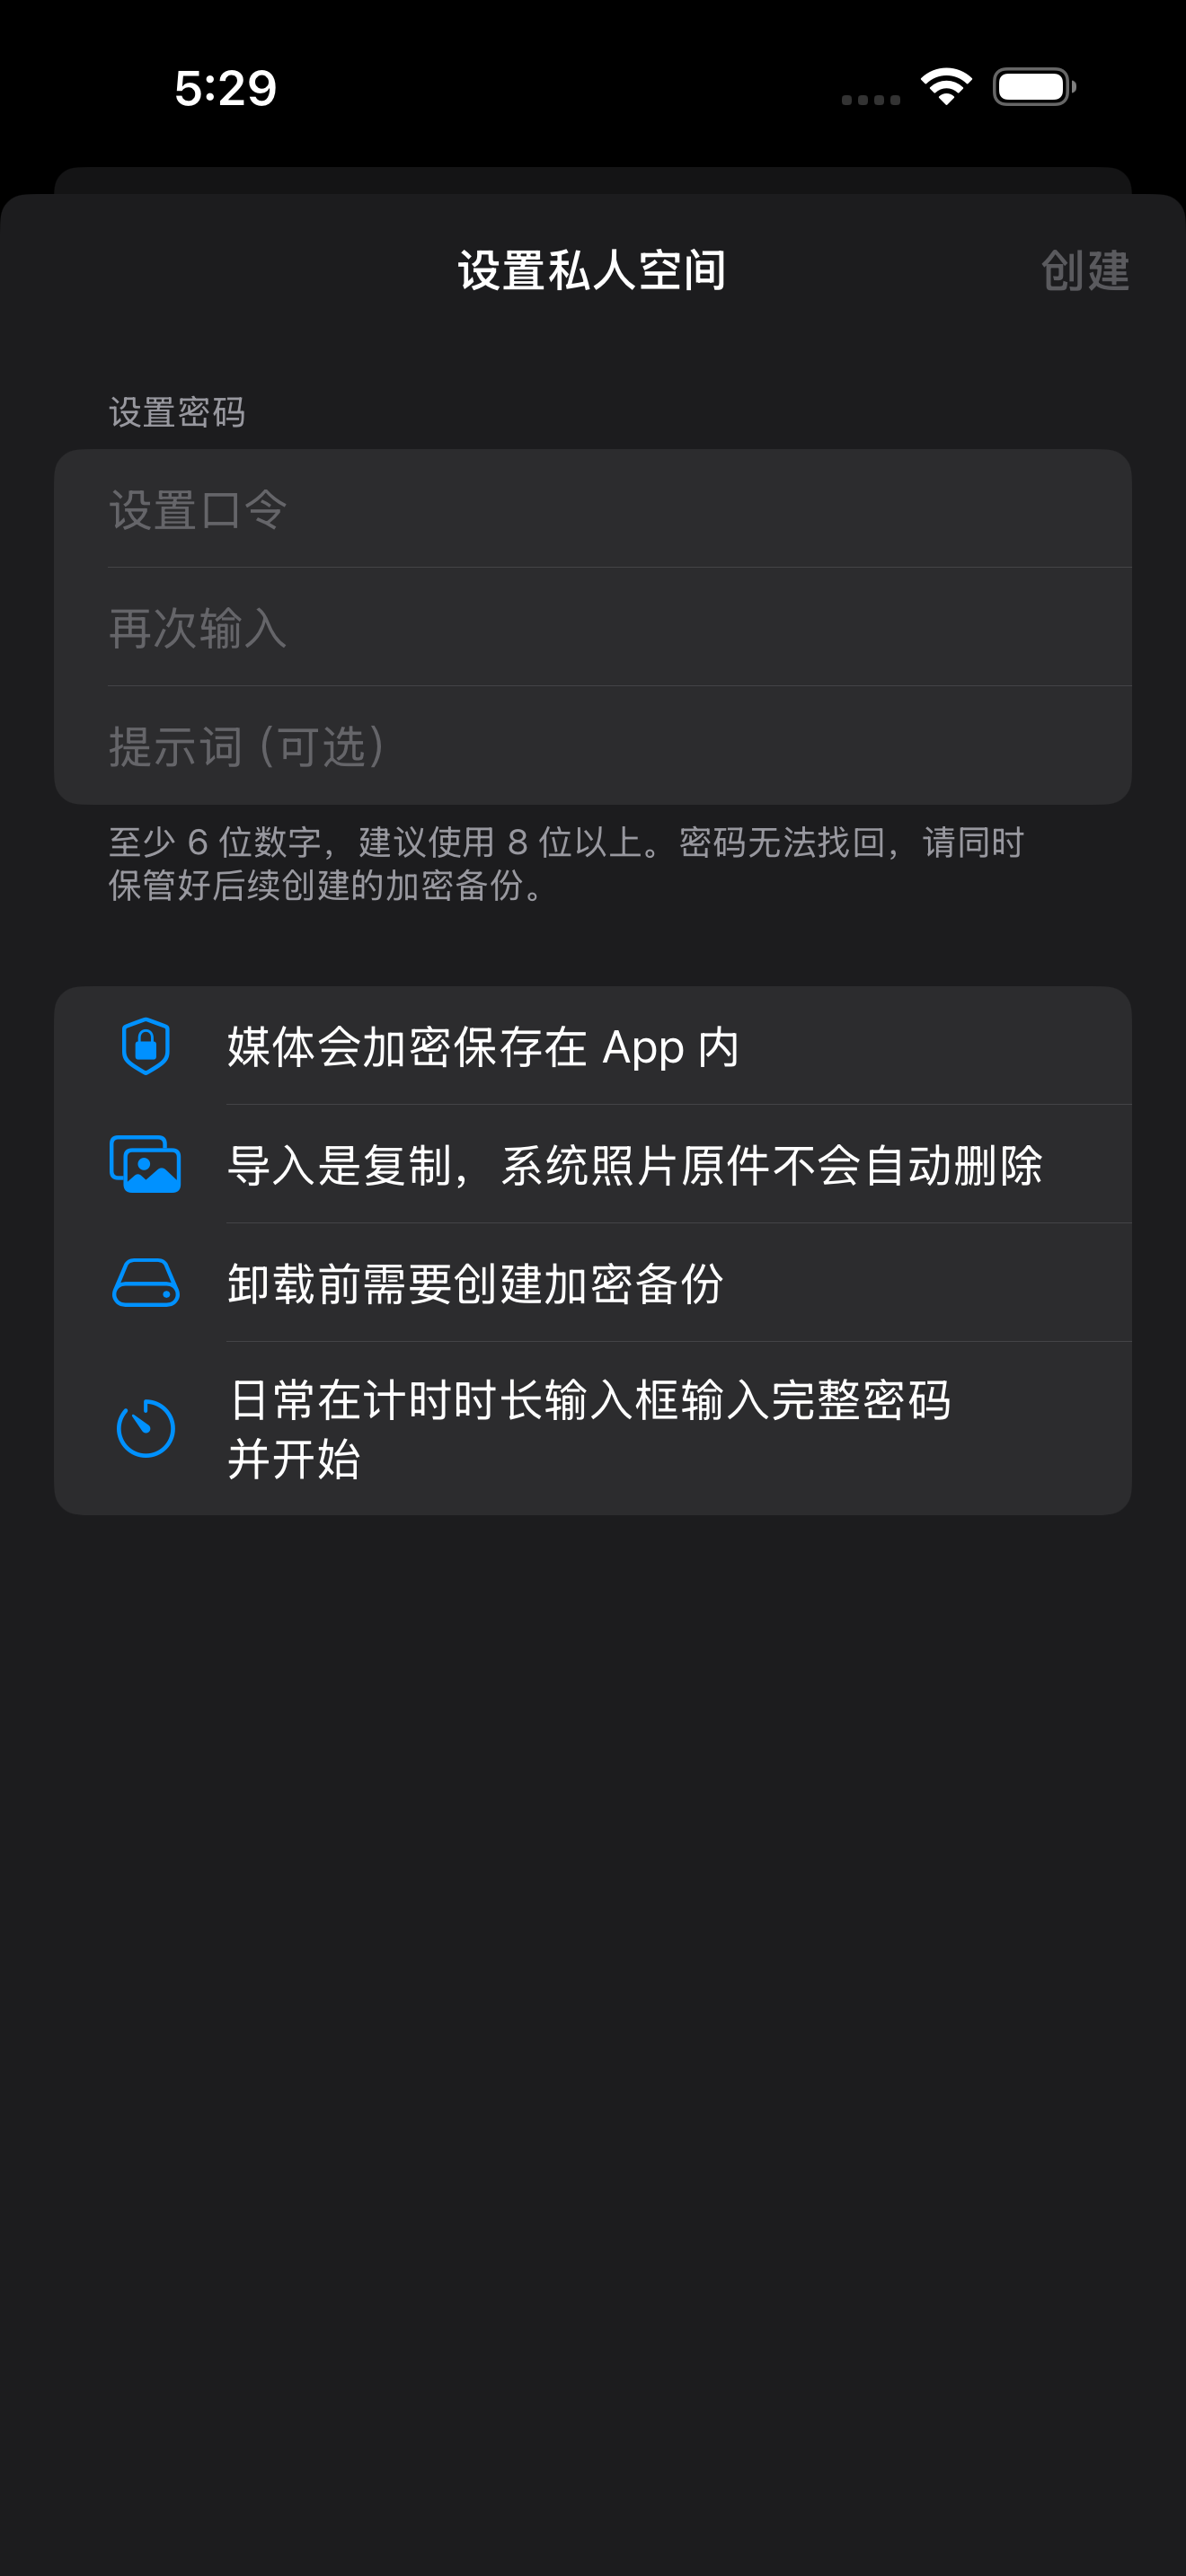 5:29
设置私人空间
创建
设置密码
设置口令
再次输入
提示词（可选）
至少 6 位数字，建议使用 8 位以上。密码无法找回，请同时
保管好后续创建的加密备份。
媒体会加密保存在 App 内
导入是复制，系统照片原件不会自动删除
卸载前需要创建加密备份
日常在计时时长输入框输入完整密码
并开始